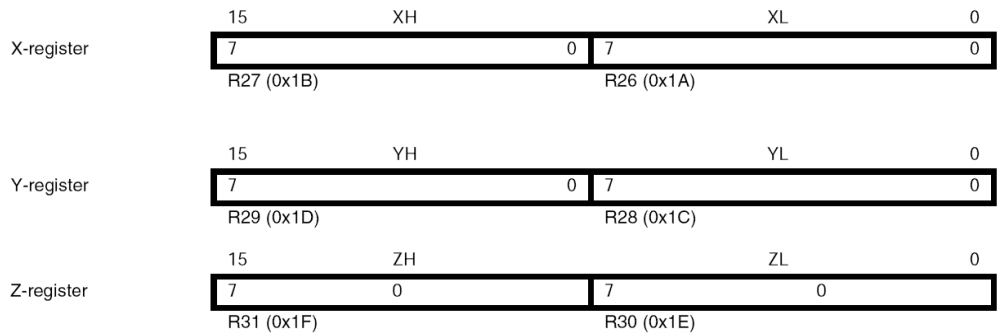 15 XH XL 0
X-register 7 0 7 0
R27 (0x1B) R26 (0x1A)
15 YH YL 0
Y-register 7 0 7 0
R29 (0x1D) R28 (0x1C)
15 ZH ZL 0
Z-register 7 0 7 0
R31 (0x1F) R30 (0x1E)